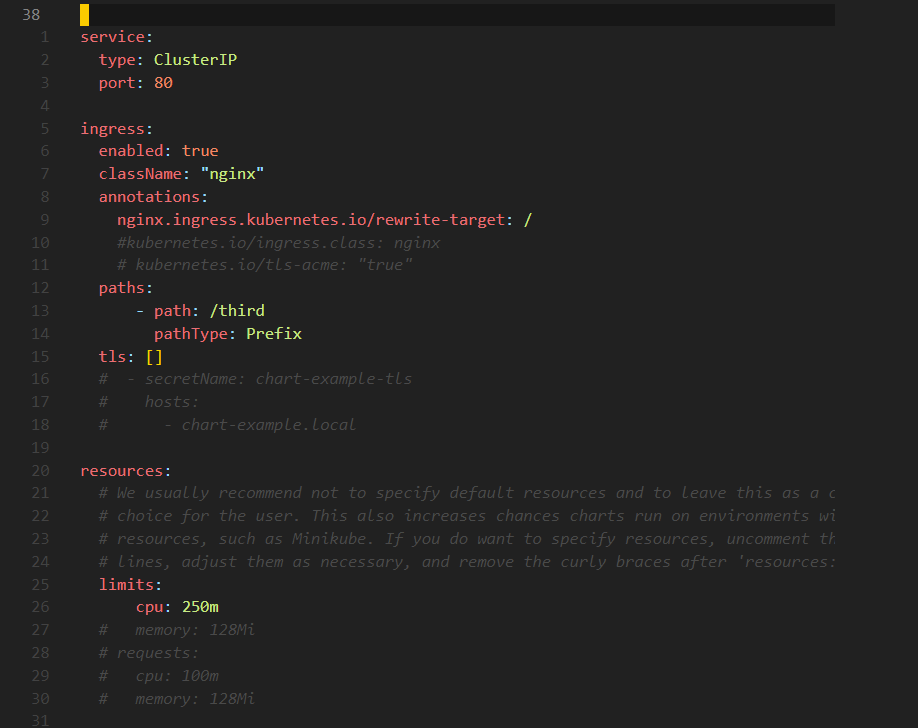 38
1 service:
2   type: ClusterIP
3   port: 80
4
5 ingress:
6   enabled: true
7   className: "nginx"
8   annotations:
9     nginx.ingress.kubernetes.io/rewrite-target: /
10     #kubernetes.io/ingress.class: nginx
11     # kubernetes.io/tls-acme: "true"
12   paths:
13       - path: /third
14         pathType: Prefix
15   tls: []
16   #  - secretName: chart-example-tls
17   #    hosts:
18   #      - chart-example.local
19
20 resources:
21   # We usually recommend not to specify default resources and to leave this as a c
22   # choice for the user. This also increases chances charts run on environments wi
23   # resources, such as Minikube. If you do want to specify resources, uncomment th
24   # lines, adjust them as necessary, and remove the curly braces after 'resources:
25   limits:
26       cpu: 250m
27   #   memory: 128Mi
28   # requests:
29   #   cpu: 100m
30   #   memory: 128Mi
31